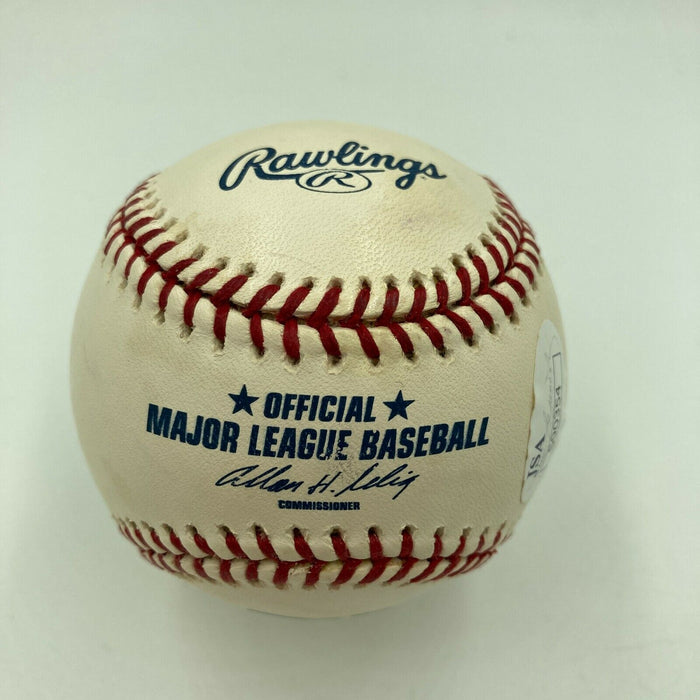 Rawlings
R
OFFICIAL
MAJOR LEAGUE BASEBALL
Allan H. Selig
COMMISSIONER
JSA